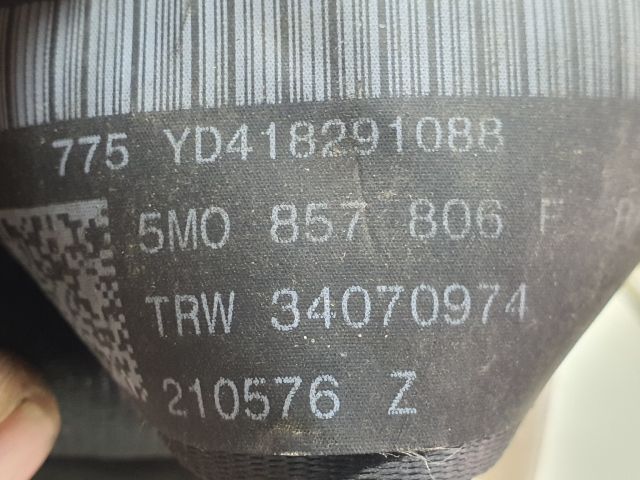 775 YD418291088
5M0 857 806 F
TRW 34070974
210576 Z